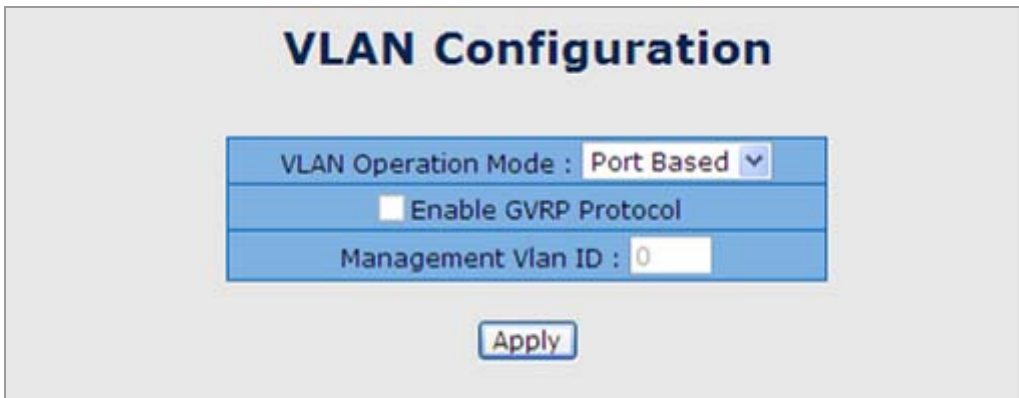 VLAN Configuration
VLAN Operation Mode : Port Based
Enable GVRP Protocol
Management Vlan ID : 0
Apply